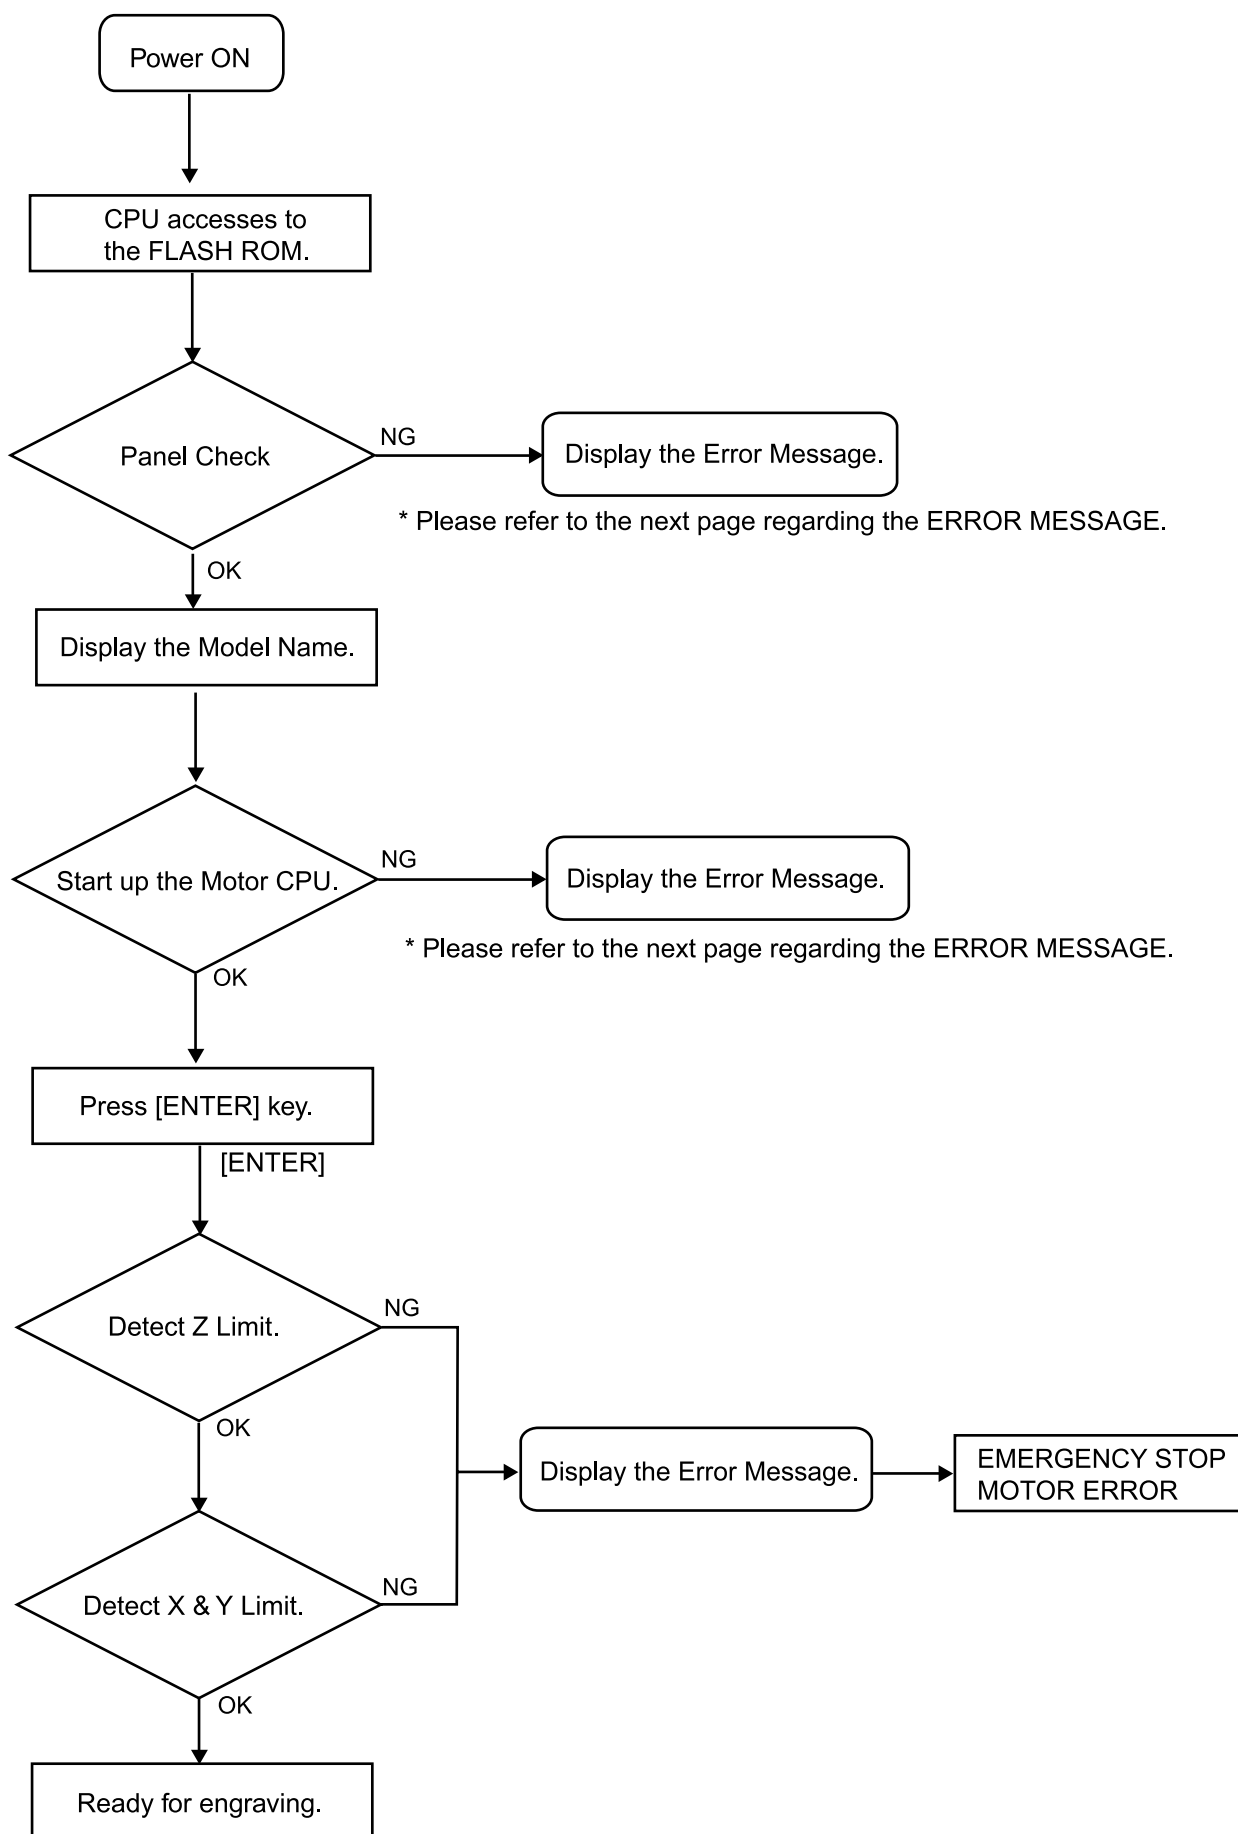 Power ON
CPU accesses to
the FLASH ROM.
Panel Check
NG
Display the Error Message.
* Please refer to the next page regarding the ERROR MESSAGE.
OK
Display the Model Name.
Start up the Motor CPU.
NG
Display the Error Message.
* Please refer to the next page regarding the ERROR MESSAGE.
OK
Press [ENTER] key.
[ENTER]
Detect Z Limit.
NG
OK
Display the Error Message.
EMERGENCY STOP
MOTOR ERROR
Detect X & Y Limit.
NG
OK
Ready for engraving.